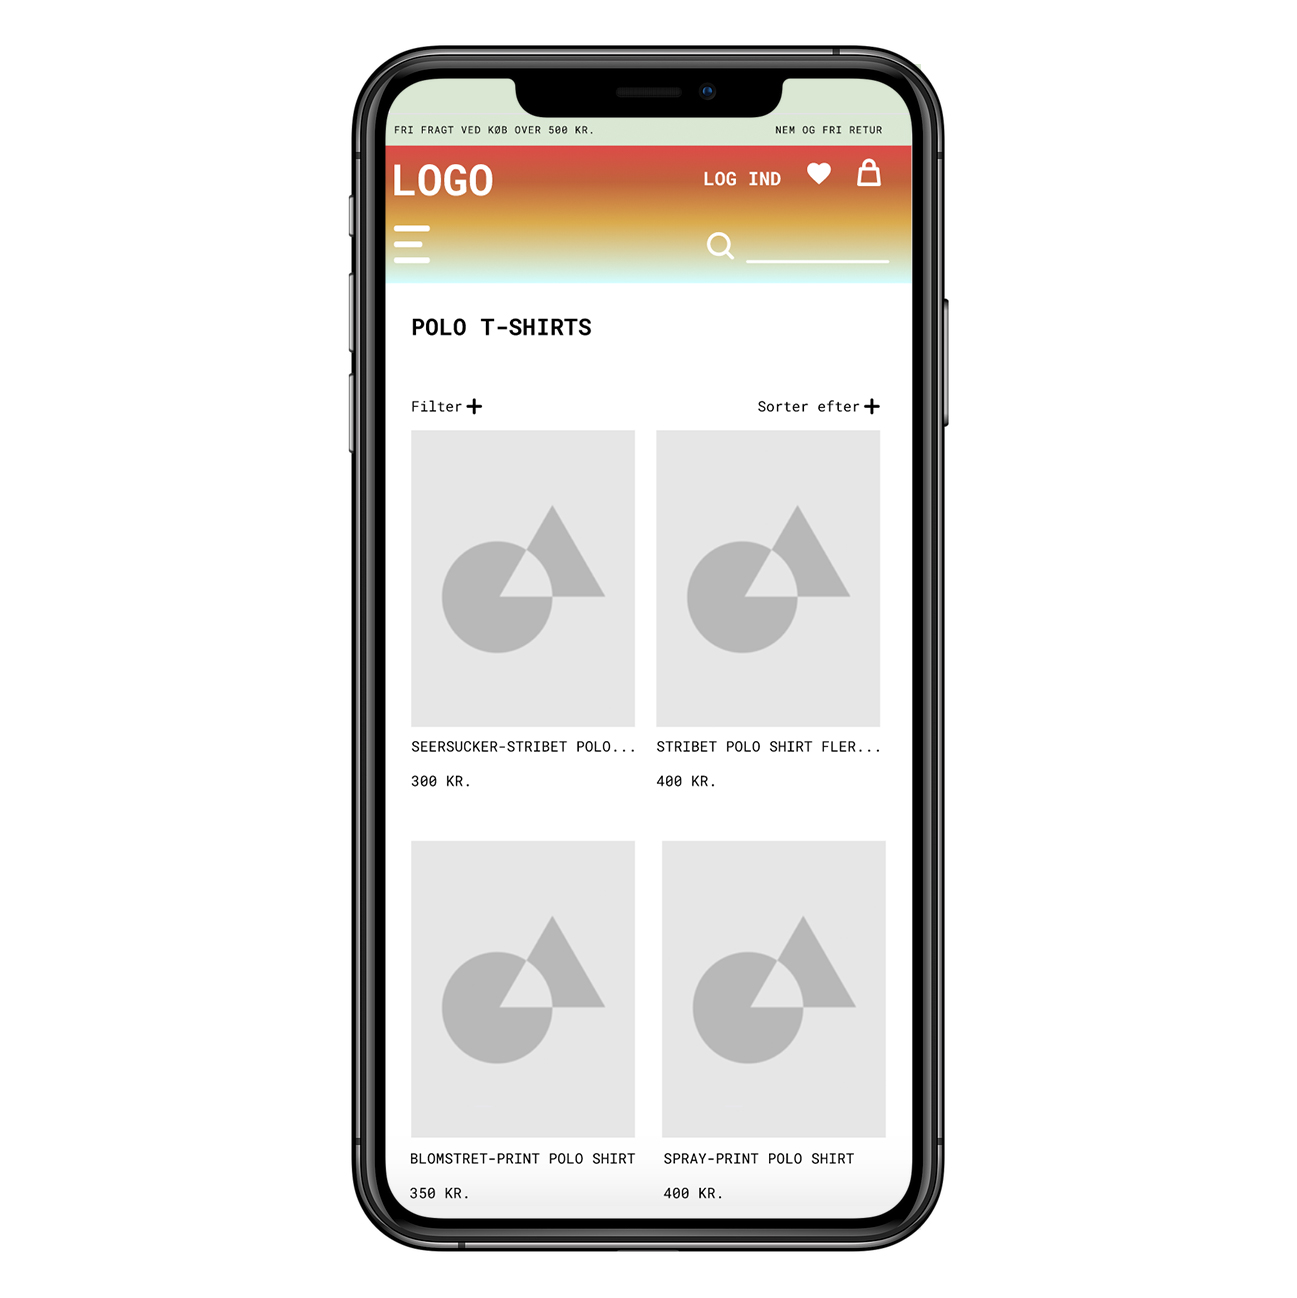 FRI FRAGT VED KØB OVER 500 KR.
NEM OG FRI RETUR
LOGO
LOG IND
POLO T-SHIRTS
Filter
Sorter efter
SEERSUCKER-STRIBET POLO...
STRIBET POLO SHIRT FLER...
300 KR.
400 KR.
BLOMSTRET-PRINT POLO SHIRT
SPRAY-PRINT POLO SHIRT
350 KR.
400 KR.